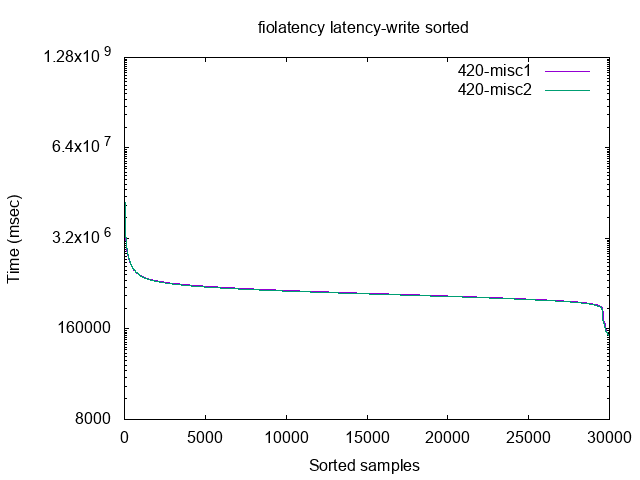 fiolatency latency-write sorted
1.28x10 9
6.4x10 7
3.2x10 6
160000
8000
Time (msec)
420-misc1
420-misc2
0 5000 10000 15000 20000 25000 30000
Sorted samples